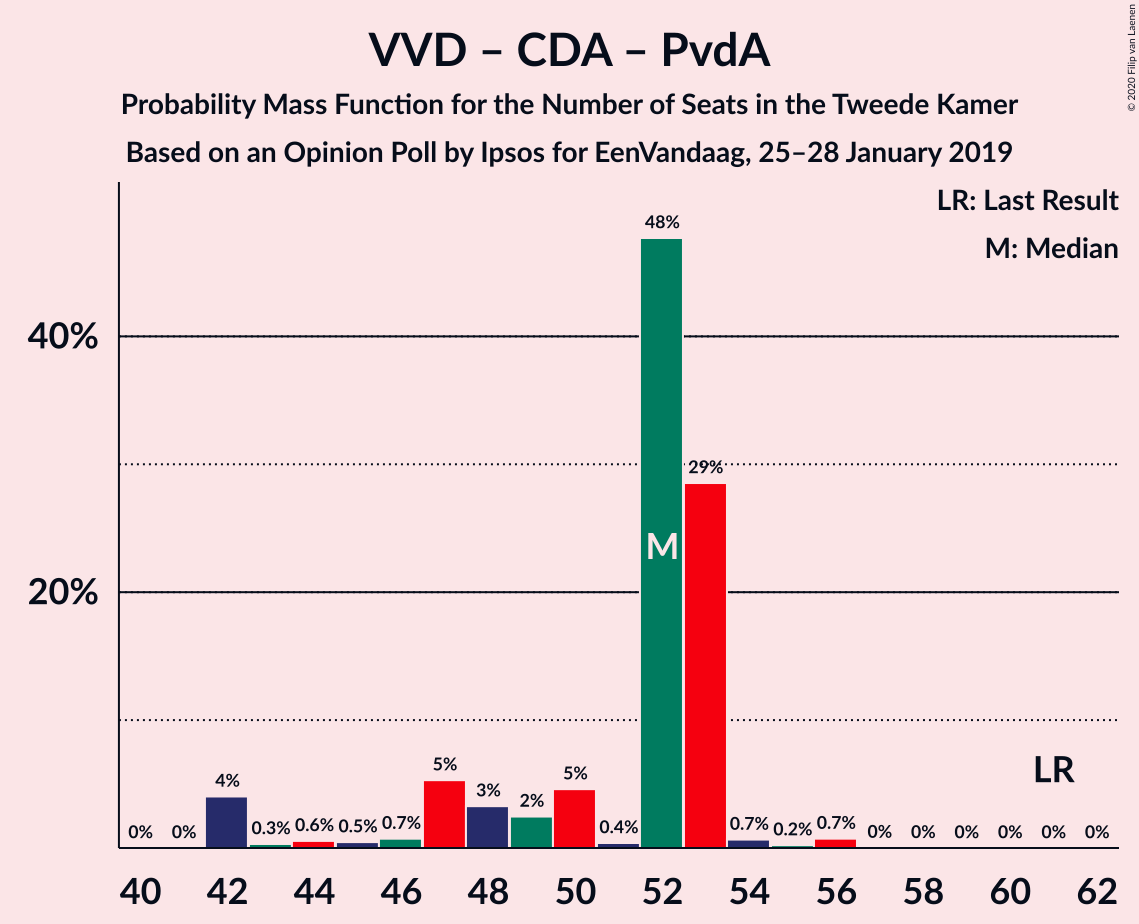 VVD – CDA – PvdA
Probability Mass Function for the Number of Seats in the Tweede Kamer
Based on an Opinion Poll by Ipsos for EenVandaag, 25–28 January 2019
© 2020 Filip van Laenen
LR: Last Result
M: Median
40%
20%
0% 0% 4% 0.3% 0.6% 0.5% 0.7% 5% 3% 2% 5% 0.4% 48% 29% 0.7% 0.2% 0.7% 0% 0% 0% 0% 0% 0%
M
LR
40 42 44 46 48 50 52 54 56 58 60 62